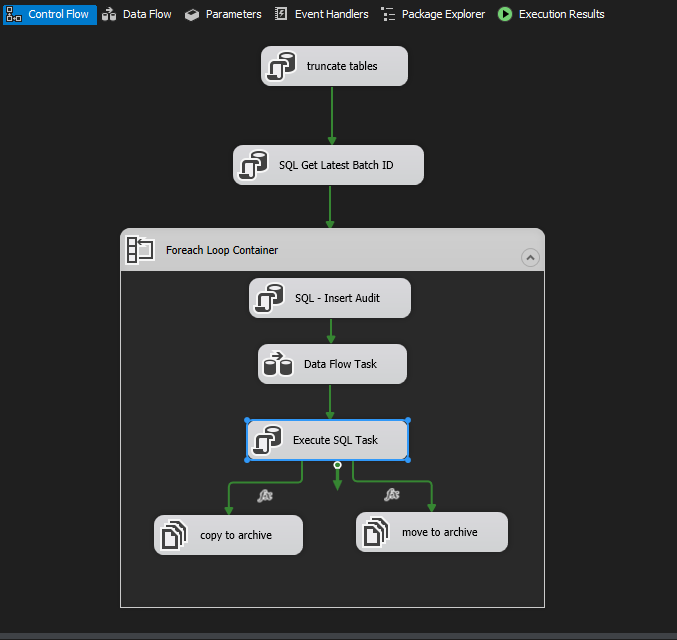 Control Flow Data Flow Parameters Event Handlers Package Explorer Execution Results
truncate tables
SQL Get Latest Batch ID
Foreach Loop Container
SQL - Insert Audit
Data Flow Task
Execute SQL Task
fx fx
copy to archive
move to archive